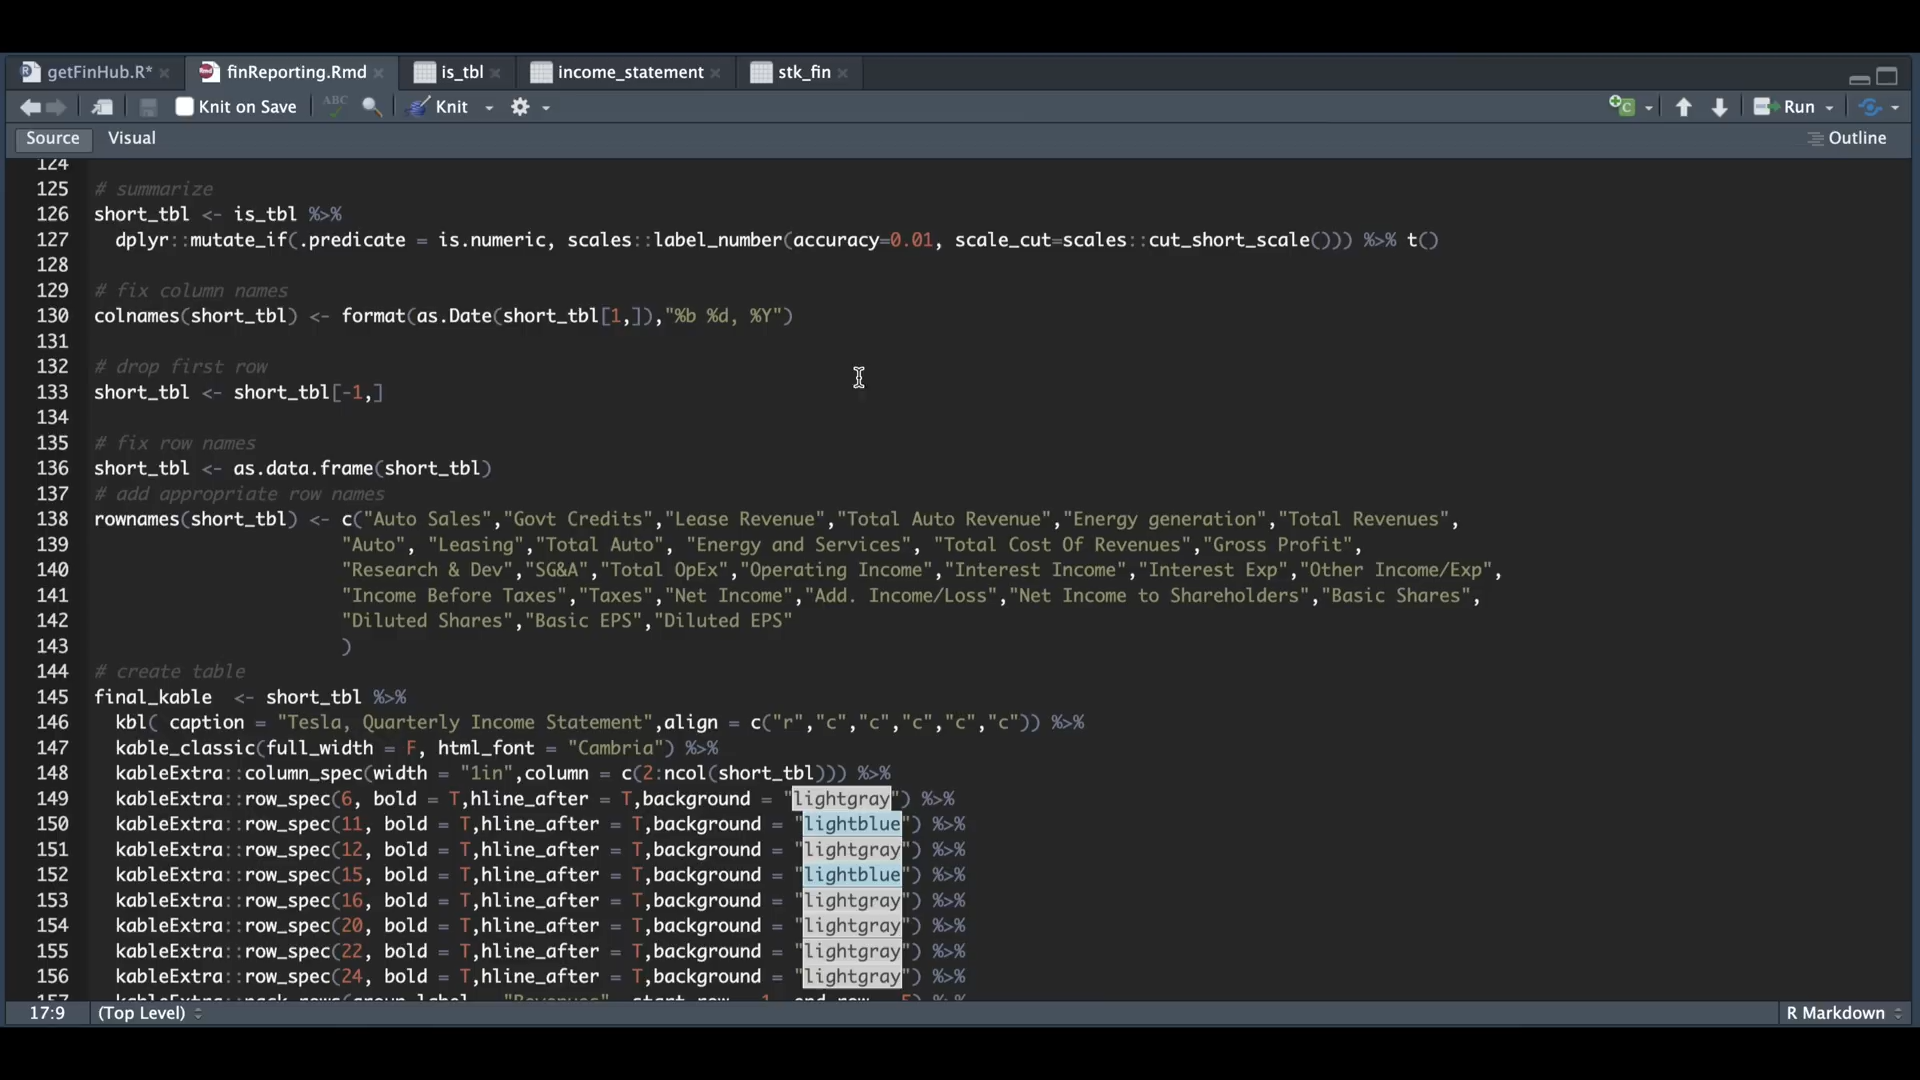 getFinHub.R*
finReporting.Rmd
is_tbl
income_statement
stk_fin
Knit on Save
ABC
Knit
Run
Source
Visual
Outline
124
125 # summarize
126 short_tbl <- is_tbl %>%
127 dplyr::mutate_if(.predicate = is.numeric, scales::label_number(accuracy=0.01, scale_cut=scales::cut_short_scale())) %>% t()
128
129 # fix column names
130 colnames(short_tbl) <- format(as.Date(short_tbl[1,]),"%b %d, %Y")
131
132 # drop first row
133 short_tbl <- short_tbl[-1,]
134
135 # fix row names
136 short_tbl <- as.data.frame(short_tbl)
137 # add appropriate row names
138 rownames(short_tbl) <- c("Auto Sales","Govt Credits","Lease Revenue","Total Auto Revenue","Energy generation","Total Revenues",
139 "Auto", "Leasing","Total Auto", "Energy and Services", "Total Cost Of Revenues","Gross Profit",
140 "Research & Dev","SG&A","Total OpEx","Operating Income","Interest Income","Interest Exp","Other Income/Exp",
141 "Income Before Taxes","Taxes","Net Income","Add. Income/Loss","Net Income to Shareholders","Basic Shares",
142 "Diluted Shares","Basic EPS","Diluted EPS"
143 )
144 # create table
145 final_kable <- short_tbl %>%
146 kbl( caption = "Tesla, Quarterly Income Statement",align = c("r","c","c","c","c","c")) %>%
147 kable_classic(full_width = F, html_font = "Cambria") %>%
148 kableExtra::column_spec(width = "1in",column = c(2:ncol(short_tbl))) %>%
149 kableExtra::row_spec(6, bold = T,hline_after = T,background = "lightgray") %>%
150 kableExtra::row_spec(11, bold = T,hline_after = T,background = "lightblue") %>%
151 kableExtra::row_spec(12, bold = T,hline_after = T,background = "lightgray") %>%
152 kableExtra::row_spec(15, bold = T,hline_after = T,background = "lightblue") %>%
153 kableExtra::row_spec(16, bold = T,hline_after = T,background = "lightgray") %>%
154 kableExtra::row_spec(20, bold = T,hline_after = T,background = "lightgray") %>%
155 kableExtra::row_spec(22, bold = T,hline_after = T,background = "lightgray") %>%
156 kableExtra::row_spec(24, bold = T,hline_after = T,background = "lightgray") %>%
157 kableExtra::pack_rows(group_label = "Revenues", start_row = 1, end_row = 5) %>%
17:9
(Top Level)
R Markdown